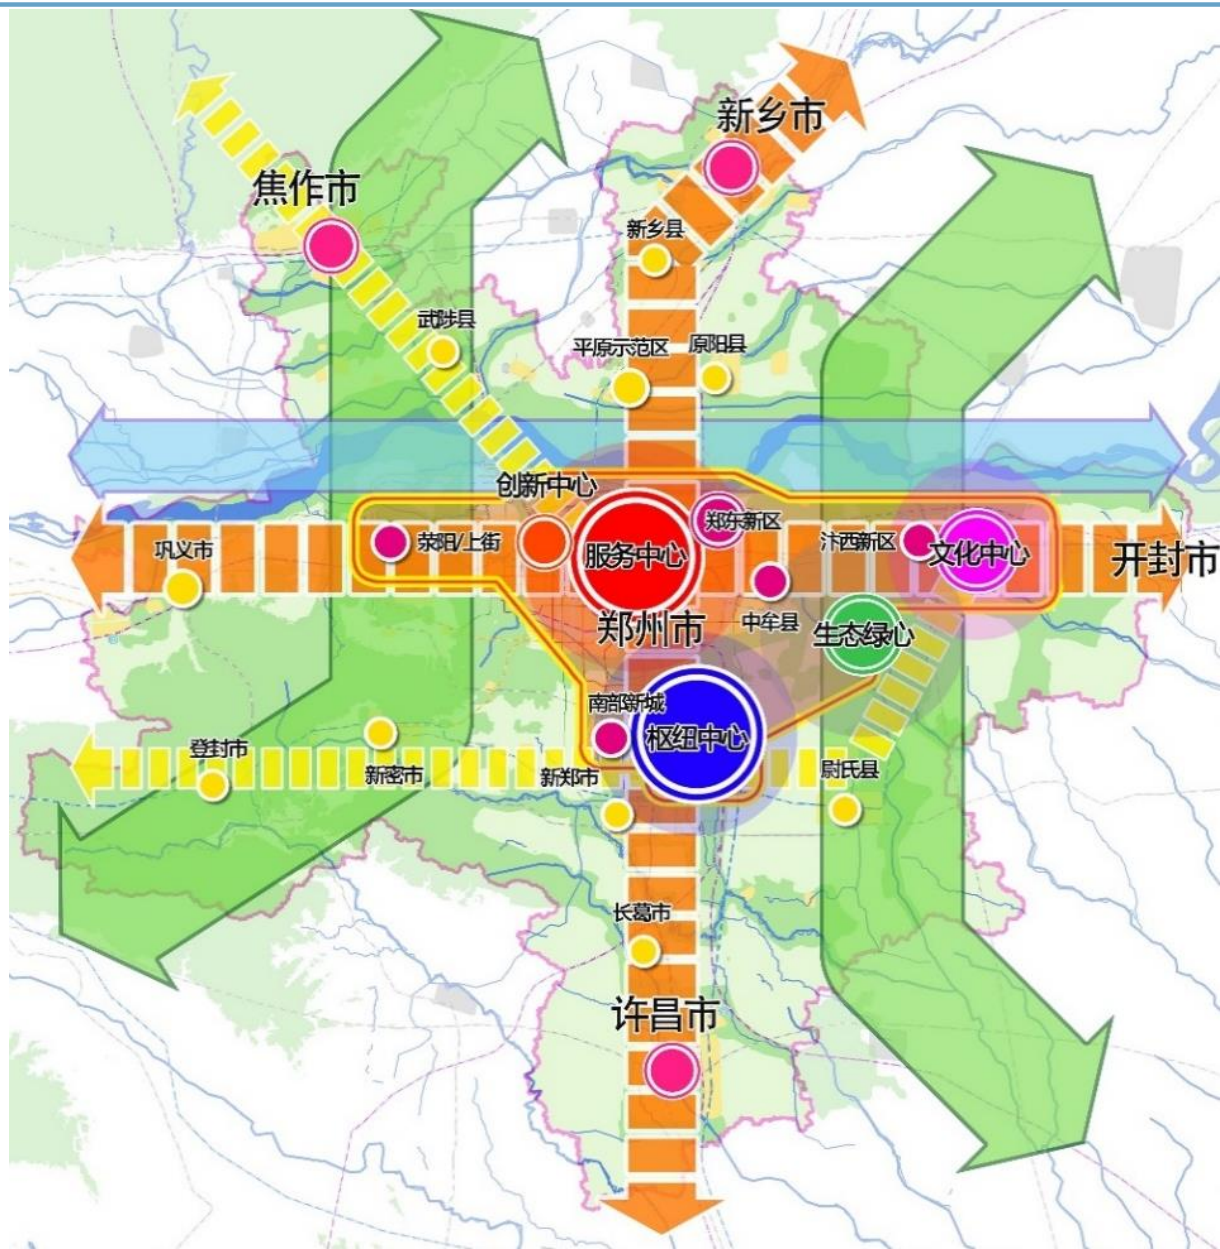 新乡市
焦作市
新乡县
武陟县
平原示范区
原阳县
创新中心
郑东新区
荥阳/上街
巩义市
服务中心
汴西新区
文化中心
开封市
郑州市
中牟县
生态绿心
南部新城
枢纽中心
登封市
新密市
新郑市
尉氏县
长葛市
许昌市